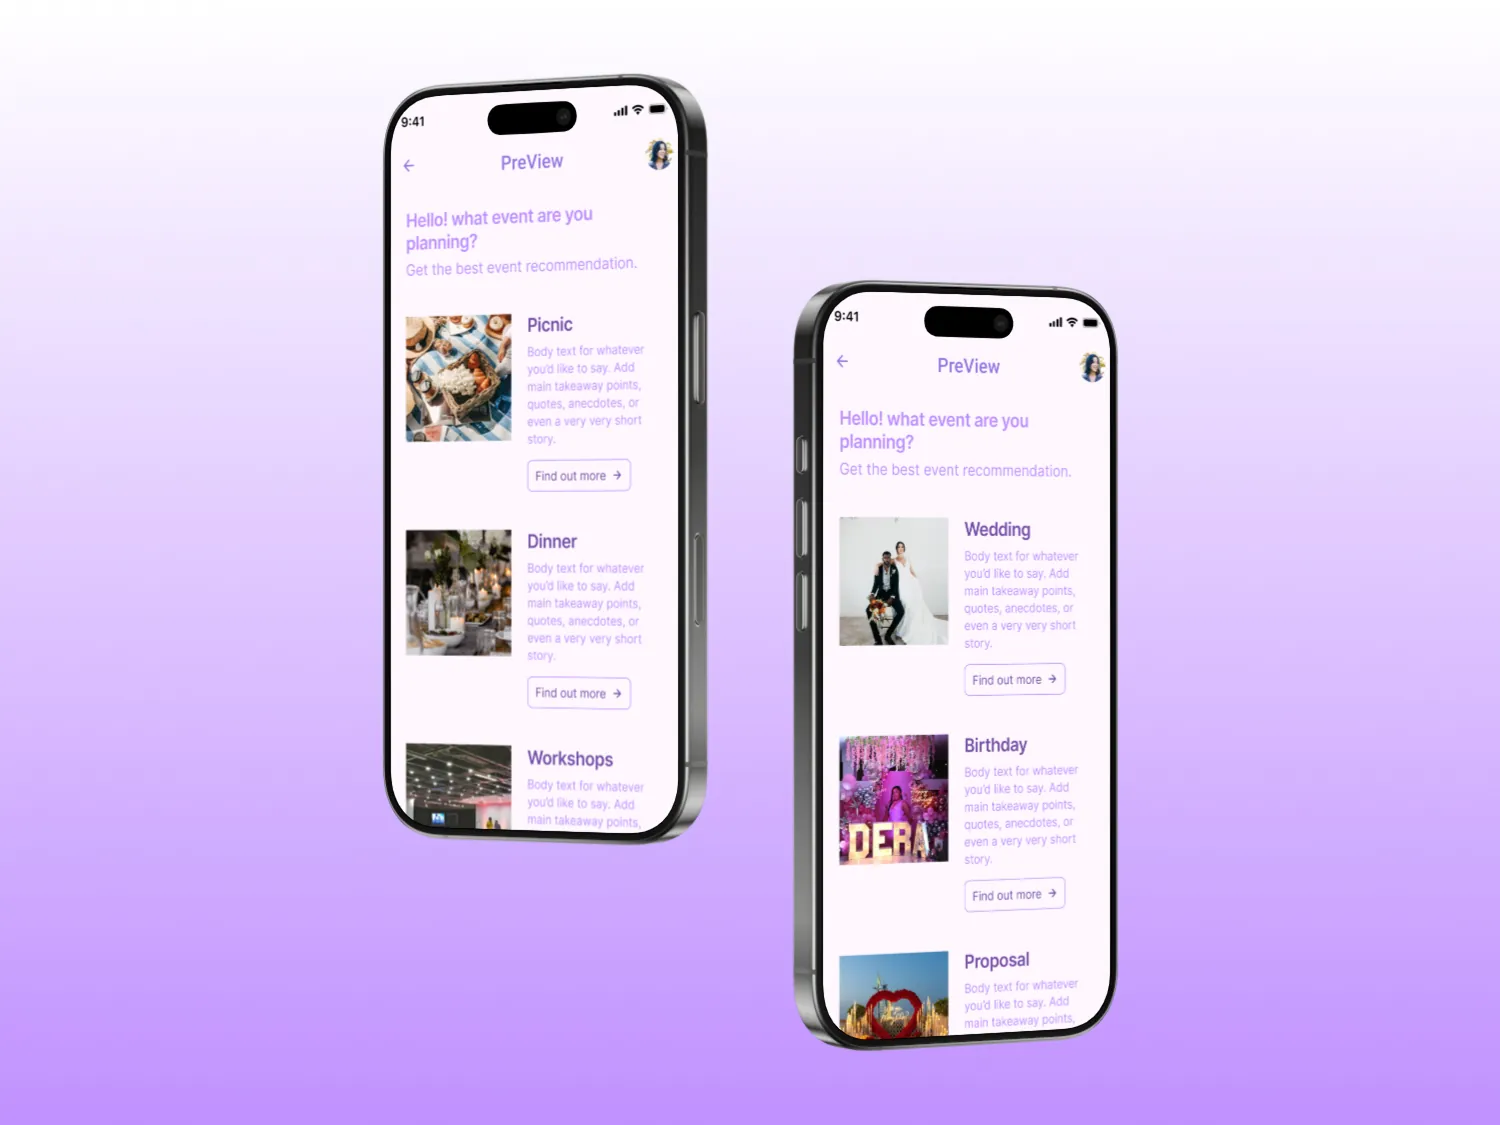 9:41
PreView
Hello! what event are you
planning?
Get the best event recommendation.
Picnic
Body text for whatever
you'd like to say. Add
main takeaway points,
quotes, anecdotes, or
even a very very short
story.
Find out more →
Dinner
Body text for whatever
you'd like to say. Add
main takeaway points,
quotes, anecdotes, or
even a very very short
story.
Find out more →
Workshops
Body text for whatever
you'd like to say. Add
main takeaway points,
9:41
PreView
Hello! what event are you
planning?
Get the best event recommendation.
Wedding
Body text for whatever
you'd like to say. Add
main takeaway points,
quotes, anecdotes, or
even a very very short
story.
Find out more →
Birthday
DERA
Body text for whatever
you'd like to say. Add
main takeaway points,
quotes, anecdotes, or
even a very very short
story.
Find out more →
Proposal
Body text for whatever
you'd like to say. Add
main takeaway points,